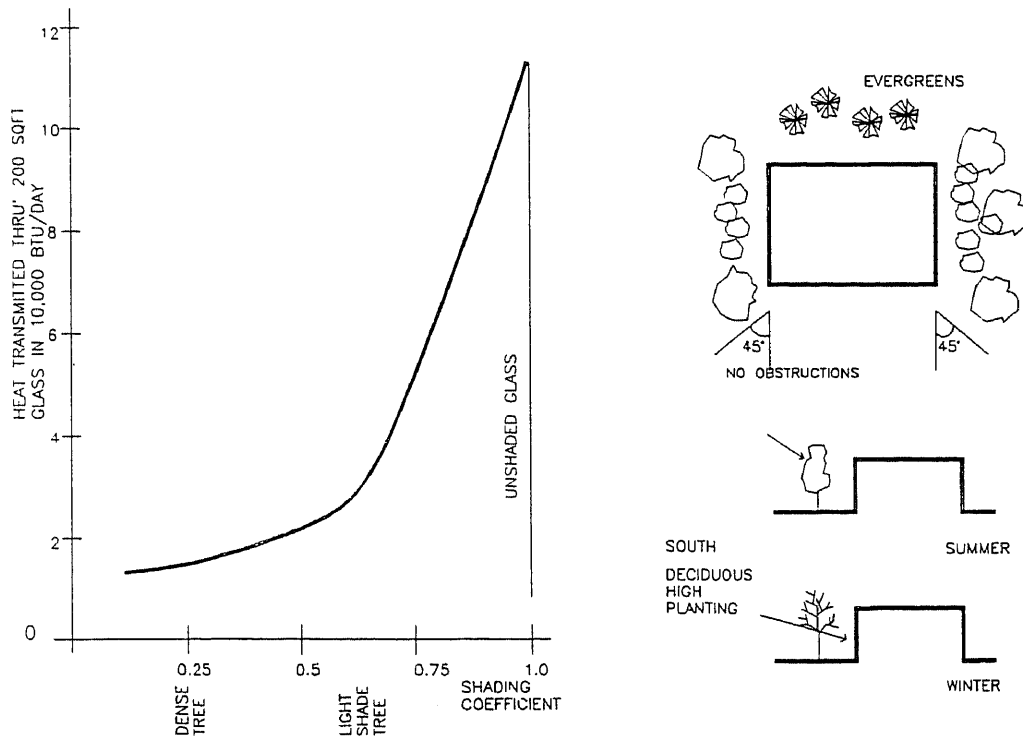 12
10
8
6
4
2
0
HEAT TRANSMITTED THRU' 200 SQFT
GLASS IN 10,000 BTU/DAY
UNSHADED GLASS
0.25
0.5
0.75
1.0
DENSE
TREE
LIGHT
SHADE
TREE
SHADING
COEFFICIENT
EVERGREENS
45°
45°
NO OBSTRUCTIONS
SOUTH
SUMMER
DECIDUOUS
HIGH
PLANTING
WINTER